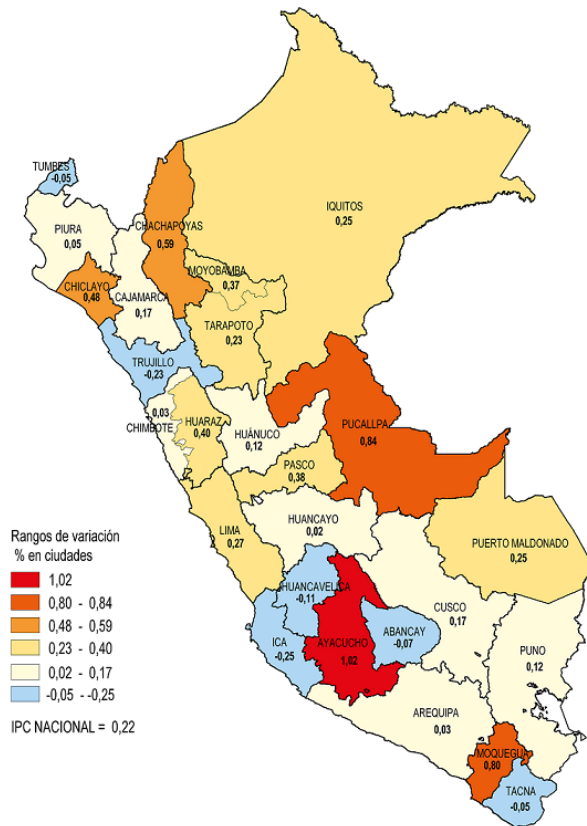 TUMBES
-0,05
PIURA
0,05
CHACHAPOYAS
0,59
IQUITOS
0,25
MOYOBAMBA
0,37
CHICLAYO
0,48
CAJAMARCA
0,17
TARAPOTO
0,23
TRUJILLO
-0,23
0,03
CHIMBOTE
HUARAZ
0,40
HUÁNUCO
0,12
PUCALLPA
0,84
PASCO
0,38
LIMA
0,27
HUANCAYO
0,02
PUERTO MALDONADO
0,25
HUANCAVELICA
-0,11
CUSCO
0,17
ICA
-0,25
AYACUCHO
1,02
ABANCAY
-0,07
PUNO
0,12
AREQUIPA
0,03
MOQUEGUA
0,80
TACNA
-0,05
Rangos de variación
% en ciudades
1,02
0,80 - 0,84
0,48 - 0,59
0,23 - 0,40
0,02 - 0,17
-0,05 - -0,25
IPC NACIONAL = 0,22